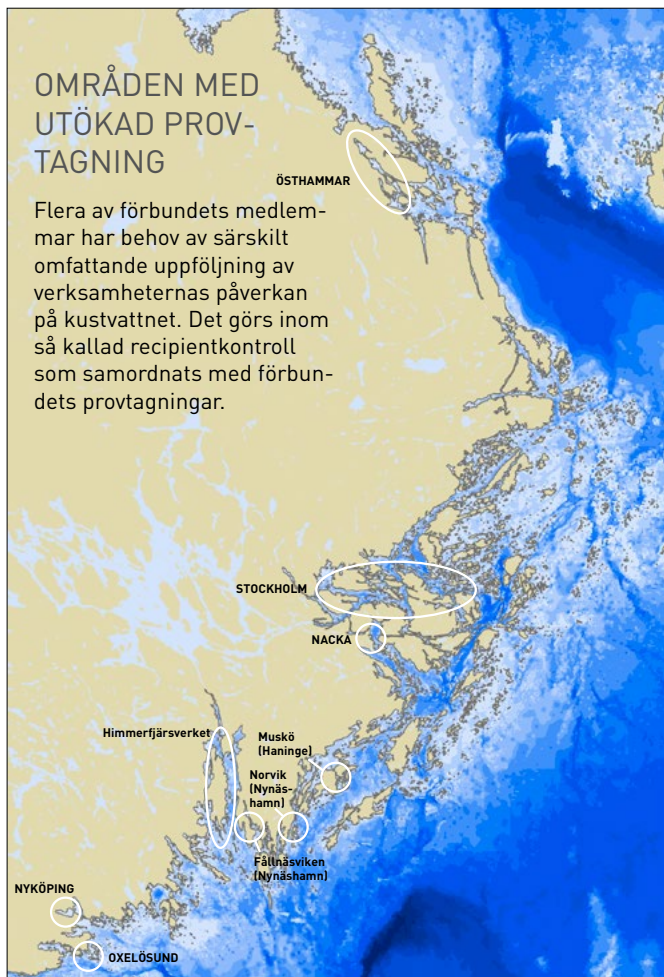 OMRÅDEN MED
UTÖKAD PROV-
TAGNING
Flera av förbundets medlem-
mar har behov av särskilt
omfattande uppföljning av
verksamheternas påverkan
på kustvattnet. Det görs inom
så kallad recipientkontroll
som samordnats med förbun-
dets provtagningar.
ÖSTHAMMAR
STOCKHOLM
NACKA
Himmerfjärsverket
Muskö
(Haninge)
Norvik
(Nynäs-
hamn)
Fållnäsviken
(Nynäshamn)
NYKÖPING
OXELÖSUND